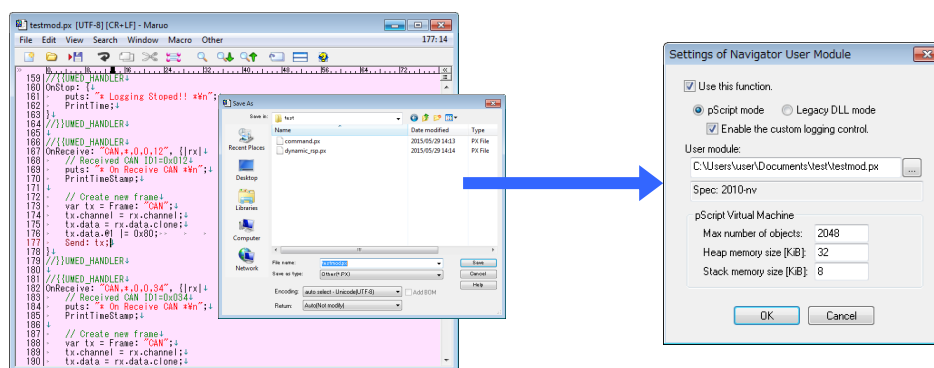 testmod.px [UTF-8] [CR+LF] - Maruo
File Edit View Search Window Macro Other
177: 14
159 //{{UMED_HANDLER↓
160 OnStop: {↓
161 puts: "* Logging Stoped!! *¥n";
162 PrintTime;↓
163 }↓
164 //}}UMED_HANDLER↓
165 ↓
166 //{{UMED_HANDLER↓
167 OnReceive: "CAN.*.0.0.12", {|rx|↓
168 // Received CAN ID1=0x012↓
169 puts: "* On Receive CAN *¥n";↓
170 PrintTimeStamp;↓
171 ↓
172 // Create new frame↓
173 var tx = Frame: "CAN";↓
174 tx.channel = rx.channel;↓
175 tx.data = rx.data.clone;↓
176 tx.data.@1 |= 0x80;
177 Send: tx;
178 }↓
179 //}}UMED_HANDLER↓
180 ↓
181 //{{UMED_HANDLER↓
182 OnReceive: "CAN.*.0.0.34", {|rx|↓
183 // Received CAN ID1=0x034↓
184 puts: "* On Receive CAN *¥n";↓
185 PrintTimeStamp;↓
186 ↓
187 // Create new frame↓
188 var tx = Frame: "CAN";↓
189 tx.channel = rx.channel;↓
190 tx.data = rx.data.clone;↓
Save As
Save in: test
Name Date modified Type
command.px 2015/05/29 14:13 PX File
dynamic_rsp.px 2015/05/29 14:14 PX File
Recent Places
Desktop
Libraries
Computer
Network
File name: testmod.px Save
Save as type: Other(*.PX) Cancel
Help
Encoding: auto select - Unicode(UTF-8) Add BOM
Return: Auto(Not modify)
Settings of Navigator User Module
Use this function.
pScript mode Legacy DLL mode
Enable the custom logging control.
User module:
C:\Users\user\Documents\test\testmod.px ...
Spec: 2010-nv
pScript Virtual Machine
Max number of objects: 2048
Heap memory size [KiB]: 32
Stack memory size [KiB]: 8
OK Cancel